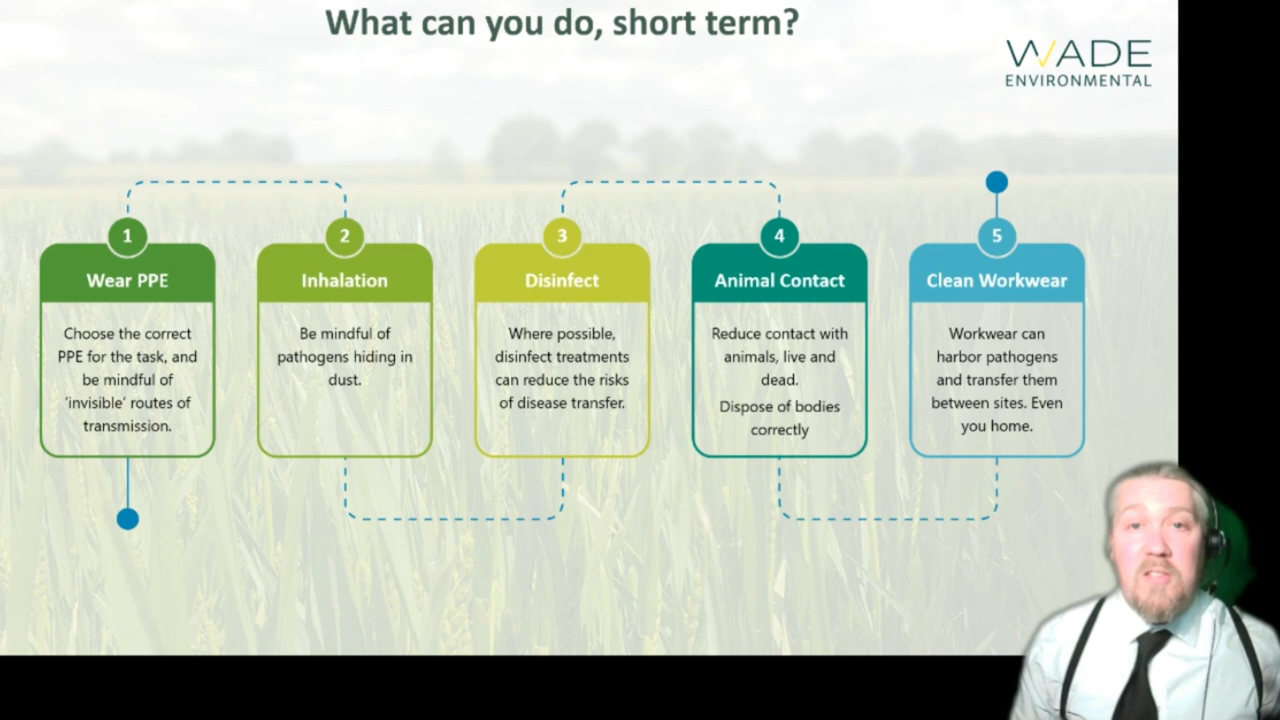 What can you do, short term?
WADE
ENVIRONMENTAL
1
Wear PPE
Choose the correct
PPE for the task, and
be mindful of
‘invisible’ routes of
transmission.
2
Inhalation
Be mindful of
pathogens hiding in
dust.
3
Disinfect
Where possible,
disinfect treatments
can reduce the risks
of disease transfer.
4
Animal Contact
Reduce contact with
animals, live and
dead.
Dispose of bodies
correctly
5
Clean Workwear
Workwear can
harbor pathogens
and transfer them
between sites. Even
you home.